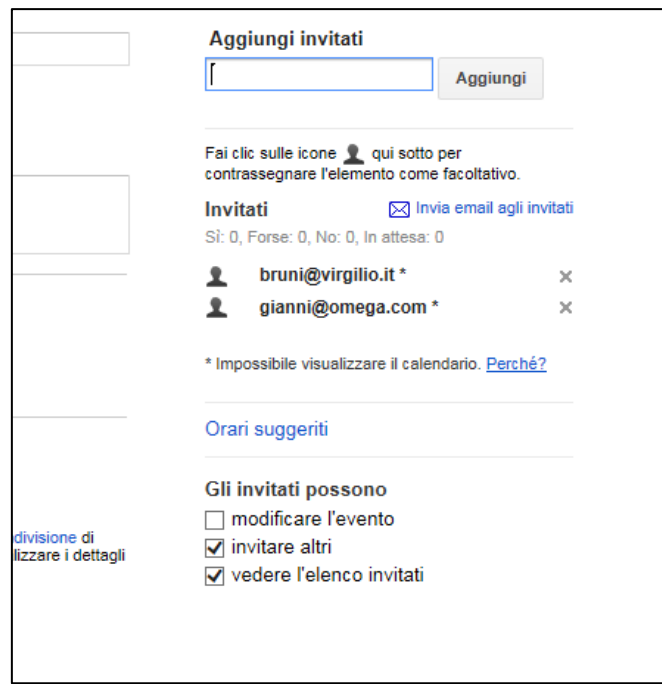 Aggiungi invitati
Aggiungi
Fai clic sulle icone qui sotto per
contrassegnare l'elemento come facoltativo.
Invitati
Invia email agli invitati
Sì: 0, Forse: 0, No: 0, In attesa: 0
bruni@virgilio.it *
gianni@omega.com *
* Impossibile visualizzare il calendario. Perché?
Orari suggeriti
Gli invitati possono
modificare l'evento
invitare altri
vedere l'elenco invitati
divisione di
lizzare i dettagli